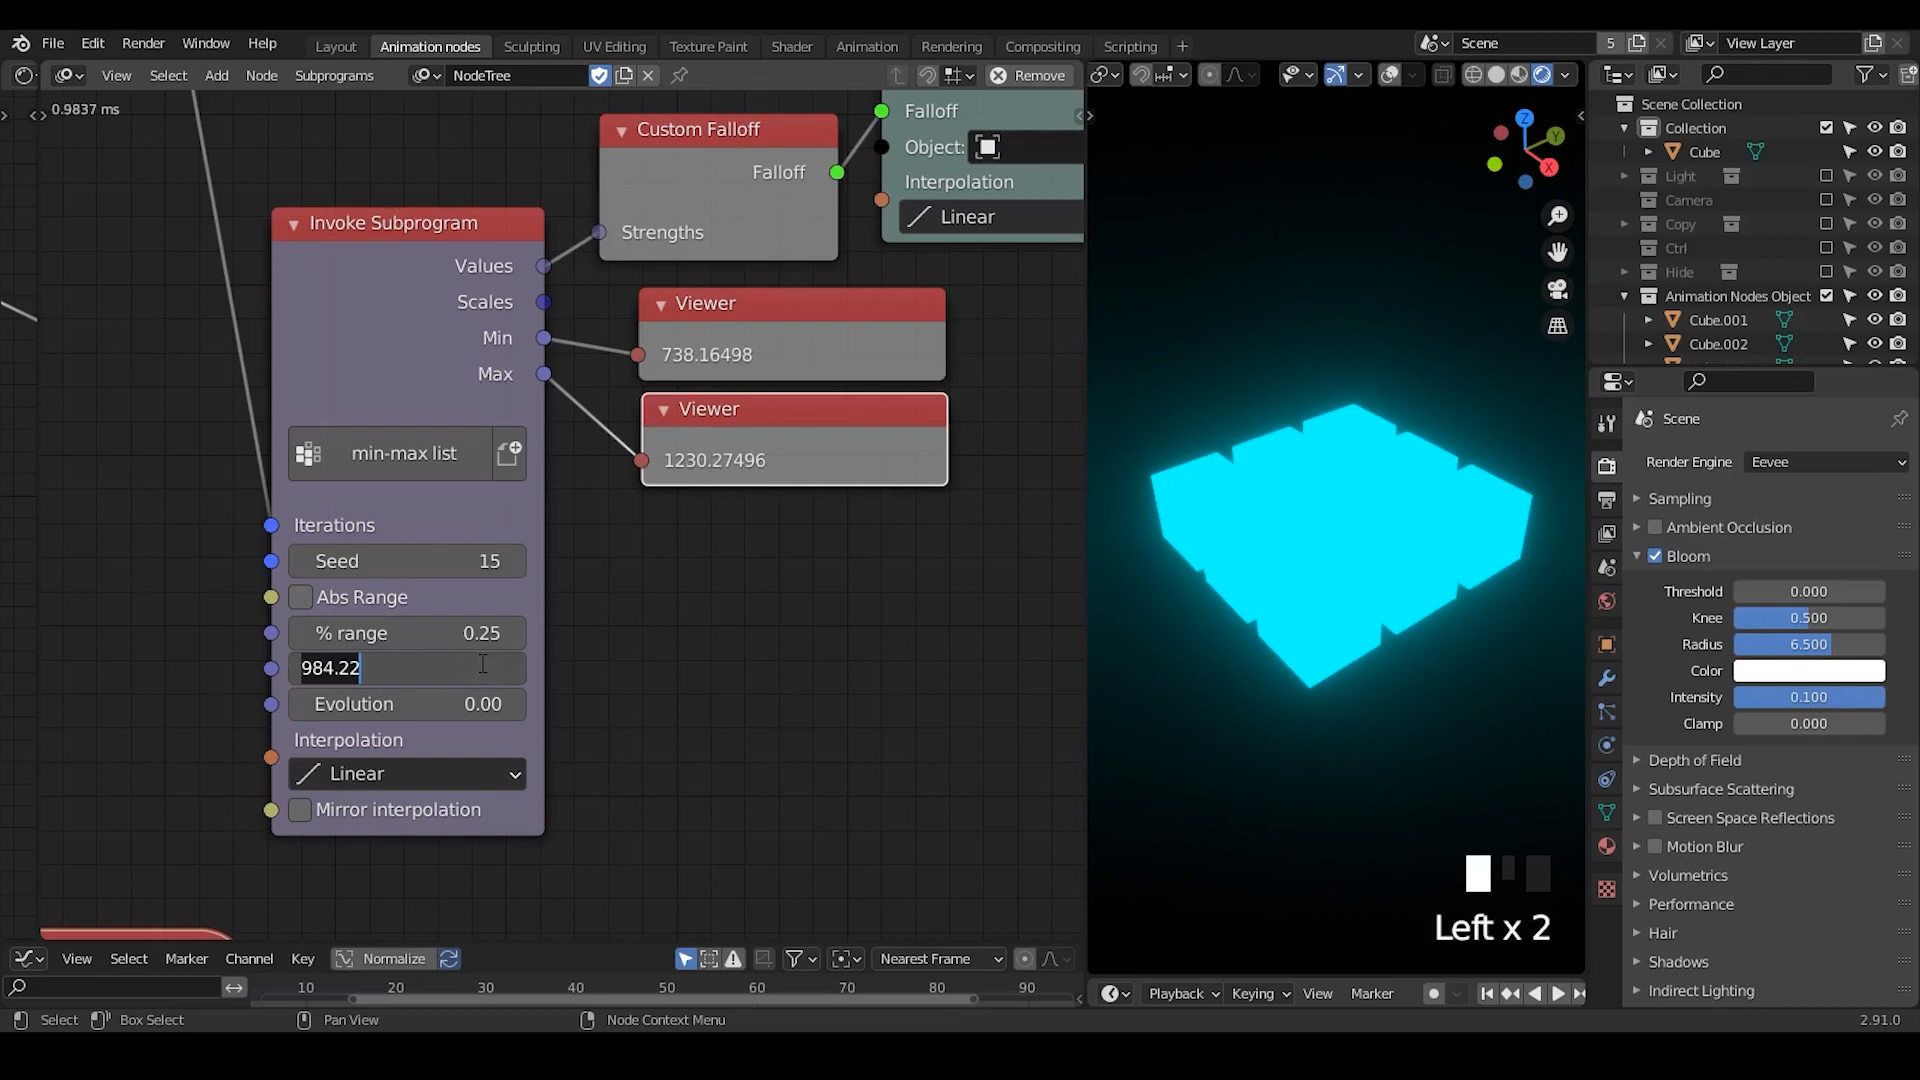 File Edit Render Window Help Layout Animation nodes Sculpting UV Editing Texture Paint Shader Animation Rendering Compositing Scripting + Scene 5 View Layer
View Select Add Node Subprograms NodeTree Remove
0.9837 ms
Custom Falloff
Falloff
Strengths
Falloff
Object:
Interpolation
Linear
Invoke Subprogram
Values
Scales
Min
Max
min-max list
Iterations
Seed 15
Abs Range
% range 0.25
984.22
Evolution 0.00
Interpolation
Linear
Mirror interpolation
Viewer
738.16498
Viewer
1230.27496
Z
Y
X
Left x 2
Scene Collection
Collection
Cube
Light
Camera
Copy
Ctrl
Hide
Animation Nodes Object
Cube.001
Cube.002
Scene
Render Engine Eevee
Sampling
Ambient Occlusion
Bloom
Threshold 0.000
Knee 0.500
Radius 6.500
Color
Intensity 0.100
Clamp 0.000
Depth of Field
Subsurface Scattering
Screen Space Reflections
Motion Blur
Volumetrics
Performance
Hair
Shadows
Indirect Lighting
View Select Marker Channel Key Normalize Nearest Frame
10 20 30 40 50 60 70 80 90
Playback Keying View Marker
Select Box Select Pan View Node Context Menu 2.91.0